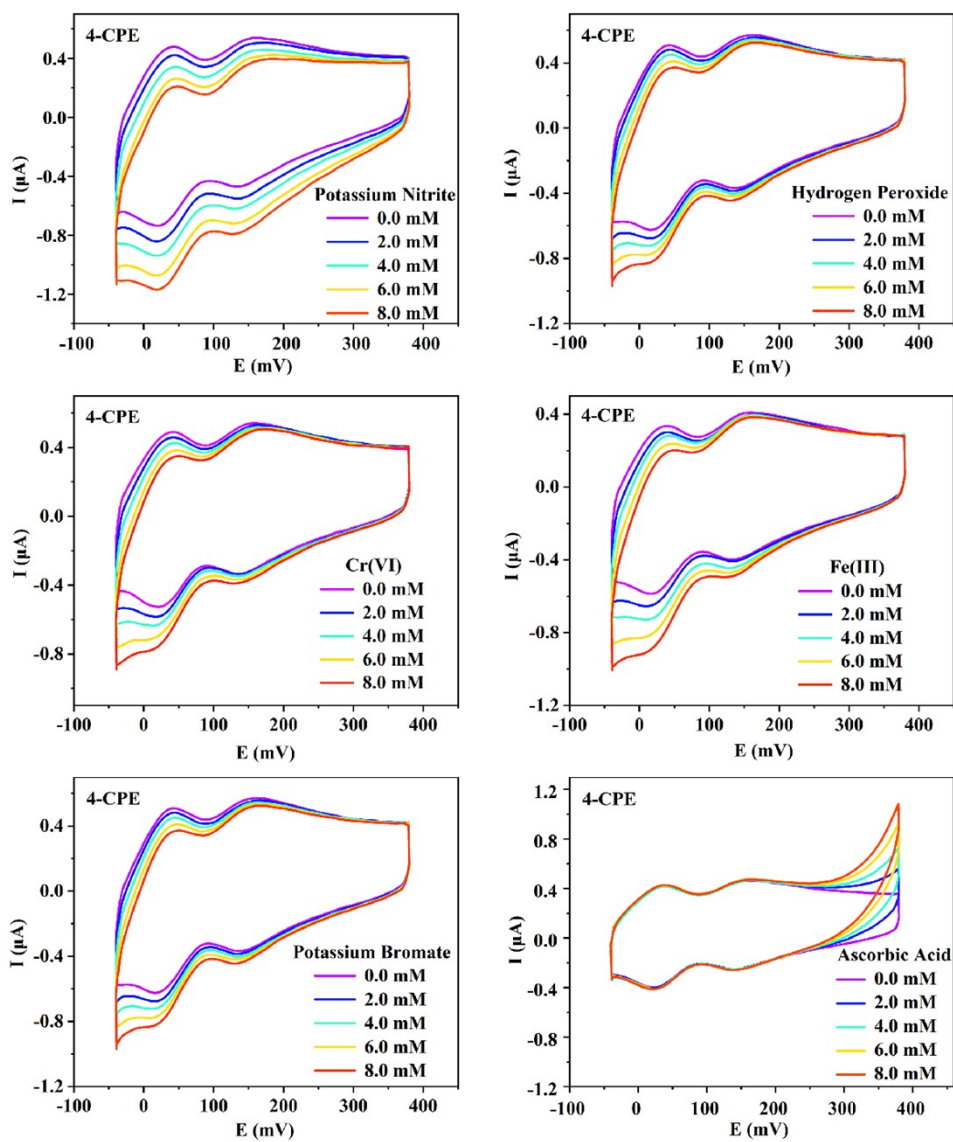 4-CPE
0.4
0.0
-0.4
-0.8
-1.2
I (µA)
Potassium Nitrite
0.0 mM
2.0 mM
4.0 mM
6.0 mM
8.0 mM
-100 0 100 200 300 400
E (mV)
4-CPE
0.4
0.0
-0.4
-0.8
-1.2
I (µA)
Hydrogen Peroxide
0.0 mM
2.0 mM
4.0 mM
6.0 mM
8.0 mM
-100 0 100 200 300 400
E (mV)
4-CPE
0.4
0.0
-0.4
-0.8
I (µA)
Cr(VI)
0.0 mM
2.0 mM
4.0 mM
6.0 mM
8.0 mM
-100 0 100 200 300 400
E (mV)
4-CPE
0.4
0.0
-0.4
-0.8
-1.2
I (µA)
Fe(III)
0.0 mM
2.0 mM
4.0 mM
6.0 mM
8.0 mM
-100 0 100 200 300 400
E (mV)
4-CPE
0.4
0.0
-0.4
-0.8
-1.2
I (µA)
Potassium Bromate
0.0 mM
2.0 mM
4.0 mM
6.0 mM
8.0 mM
-100 0 100 200 300 400
E (mV)
4-CPE
1.2
0.8
0.4
0.0
-0.4
-0.8
-1.2
I (µA)
Ascorbic Acid
0.0 mM
2.0 mM
4.0 mM
6.0 mM
8.0 mM
-100 0 100 200 300 400
E (mV)